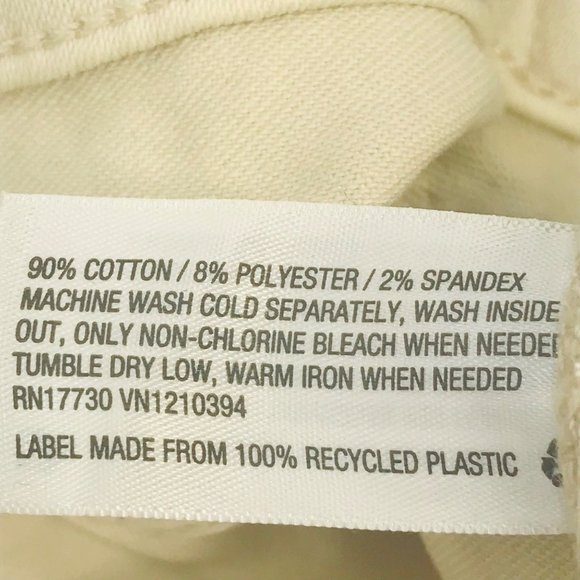 90% COTTON / 8% POLYESTER / 2% SPANDEX
MACHINE WASH COLD SEPARATELY, WASH INSIDE
OUT, ONLY NON-CHLORINE BLEACH WHEN NEEDED
TUMBLE DRY LOW, WARM IRON WHEN NEEDED
RN17730 VN1210394
LABEL MADE FROM 100% RECYCLED PLASTIC